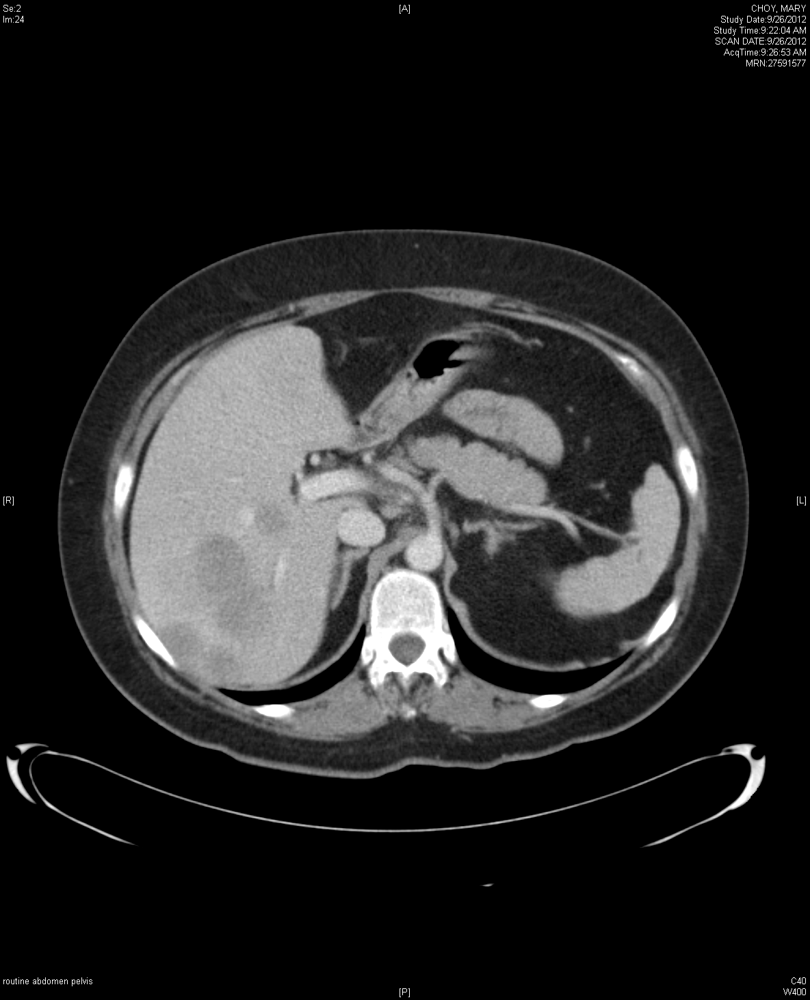 Se:2
Im:24
[A]
CHOY, MARY
Study Date:9/26/2012
Study Time:9:22:04 AM
SCAN DATE:9/26/2012
AcqTime:9:26:53 AM
MRN:27591577
[R]
[L]
routine abdomen pelvis
[P]
C40
W400